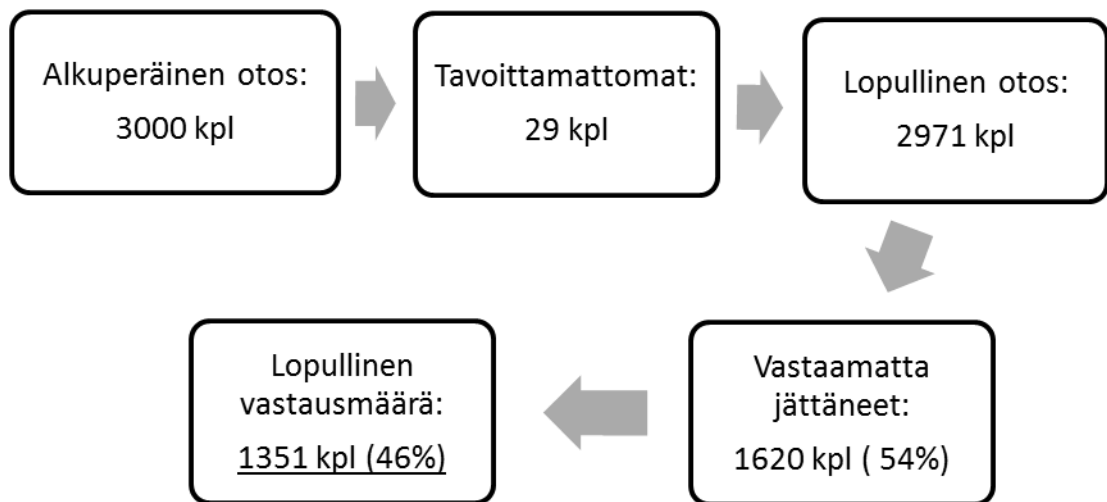 Alkuperäinen otos:
3000 kpl
Tavoittamattomat:
29 kpl
Lopullinen otos:
2971 kpl
Vastaamatta
jättäneet:
1620 kpl ( 54%)
Lopullinen
vastausmäärä:
1351 kpl (46%)